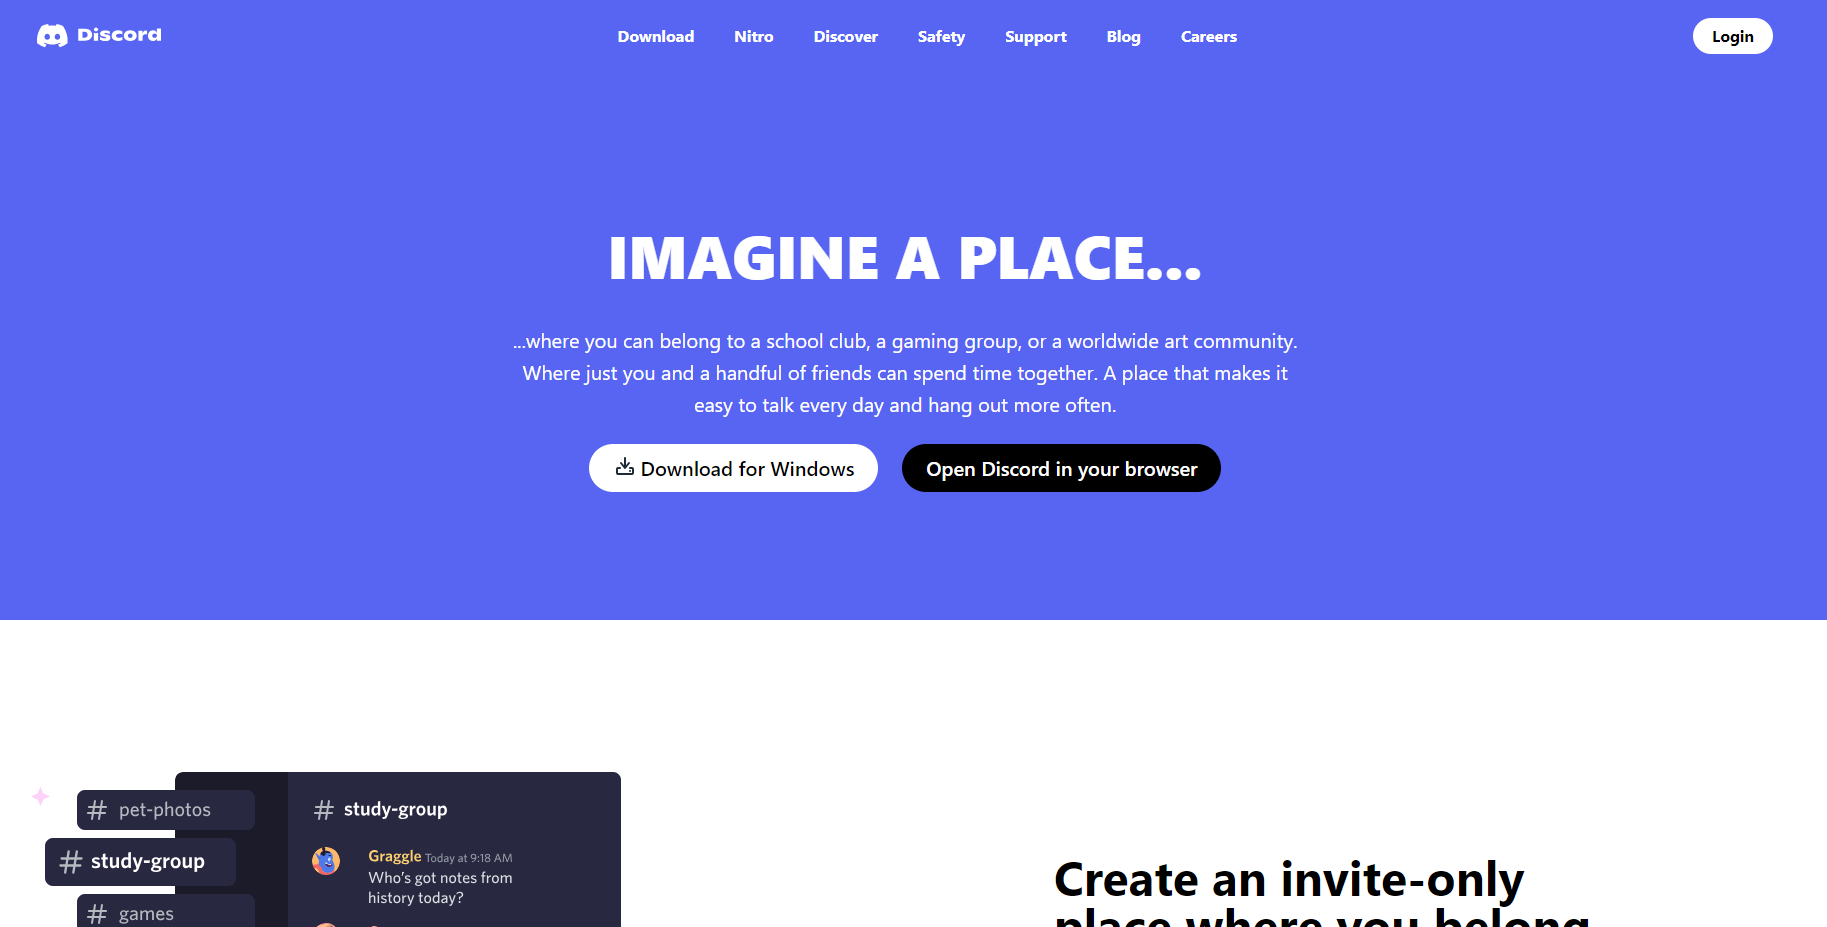 Discord
Download
Nitro
Discover
Safety
Support
Blog
Careers
Login
IMAGINE A PLACE...
...where you can belong to a school club, a gaming group, or a worldwide art community.
Where just you and a handful of friends can spend time together. A place that makes it
easy to talk every day and hang out more often.
Download for Windows
Open Discord in your browser
# pet-photos
# study-group
# games
# study-group
Graggle Today at 9:18 AM
Who's got notes from
history today?
Create an invite-only
place where you belong